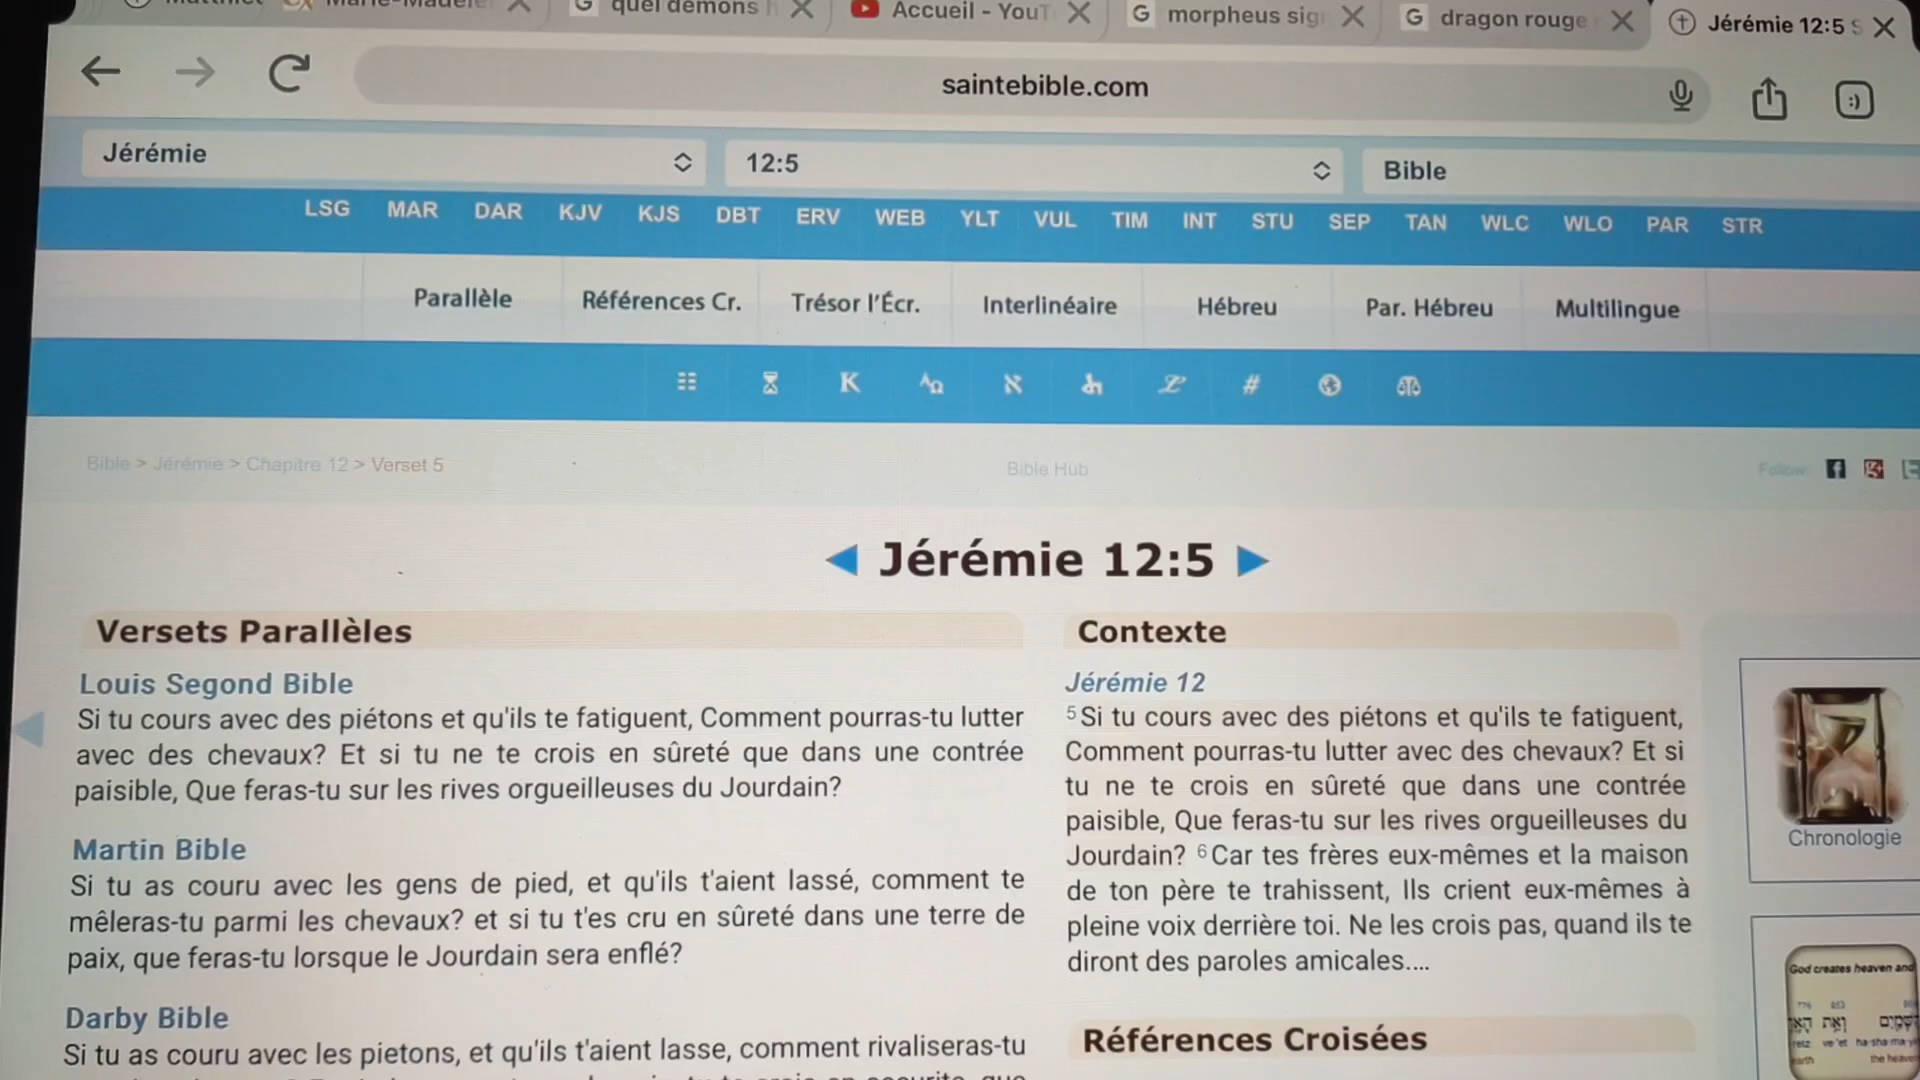 quel démons
Accueil - YouT
morpheus sig
dragon rouge
Jérémie 12:5 S
saintebible.com
Jérémie
12:5
Bible
LSG MAR DAR KJV KJS DBT ERV WEB YLT VUL TIM INT STU SEP TAN WLC WLO PAR STR
Parallèle Références Cr. Trésor l'Écr. Interlinéaire Hébreu Par. Hébreu Multilingue
Bible > Jérémie > Chapitre 12 > Verset 5
Bible Hub
Follow
Jérémie 12:5
Versets Parallèles
Louis Segond Bible
Si tu cours avec des piétons et qu'ils te fatiguent, Comment pourras-tu lutter
avec des chevaux? Et si tu ne te crois en sûreté que dans une contrée
paisible, Que feras-tu sur les rives orgueilleuses du Jourdain?
Martin Bible
Si tu as couru avec les gens de pied, et qu'ils t'aient lassé, comment te
mêleras-tu parmi les chevaux? et si tu t'es cru en sûreté dans une terre de
paix, que feras-tu lorsque le Jourdain sera enflé?
Darby Bible
Si tu as couru avec les pietons, et qu'ils t'aient lasse, comment rivaliseras-tu
Contexte
Jérémie 12
5 Si tu cours avec des piétons et qu'ils te fatiguent,
Comment pourras-tu lutter avec des chevaux? Et si
tu ne te crois en sûreté que dans une contrée
paisible, Que feras-tu sur les rives orgueilleuses du
Jourdain? 6 Car tes frères eux-mêmes et la maison
de ton père te trahissent, Ils crient eux-mêmes à
pleine voix derrière toi. Ne les crois pas, quand ils te
diront des paroles amicales....
Références Croisées
Chronologie
God creates heaven and